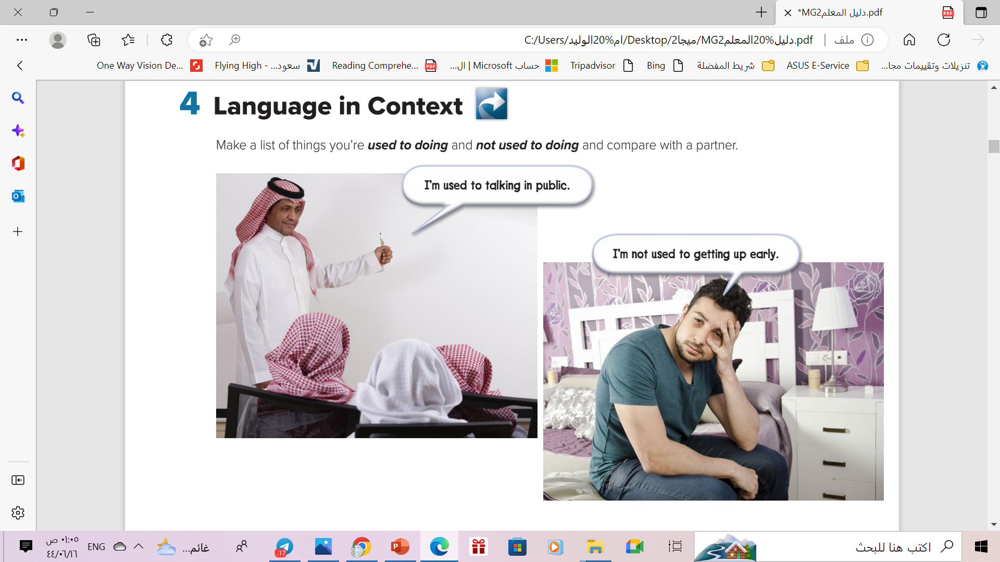 *MG2دليل المعلم.pdf
C:/Users/ام%20الوليد/Desktop/ميجا2/MG2دليل%20المعلم.pdf
ملف
One Way Vision De...
Flying High - سعود...
Reading Comprehe...
حساب Microsoft | ال...
Tripadvisor
Bing
شريط المفضلة
ASUS E-Service
تنزيلات وتقييمات مجا...
4 Language in Context
Make a list of things you're used to doing and not used to doing and compare with a partner.
I'm used to talking in public.
I'm not used to getting up early.
٠١:٠٥ ص
٤٤/٠٦/١٦
ENG
غائم...
17..
اكتب هنا للبحث